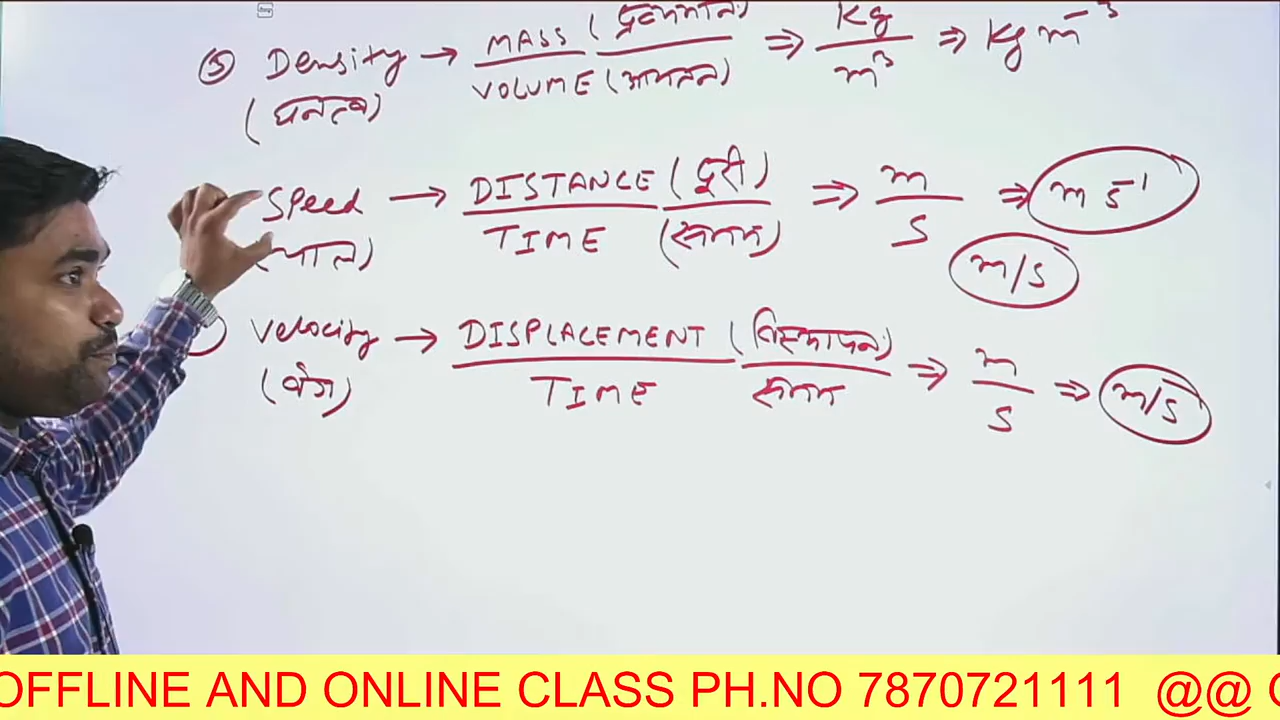 ⑤ Density → MASS (द्रव्यमान) / VOLUME (आयतन) ⇒ Kg / m³ ⇒ Kg m⁻³
(घनत्व)
Speed → DISTANCE (दूरी) / TIME (समय) ⇒ m / s ⇒ m s⁻¹
(चाल)
m/s
Velocity → DISPLACEMENT (विस्थापन) / TIME समय ⇒ m / s ⇒ m/s
(वेग)
OFFLINE AND ONLINE CLASS PH.NO 7870721111 @@